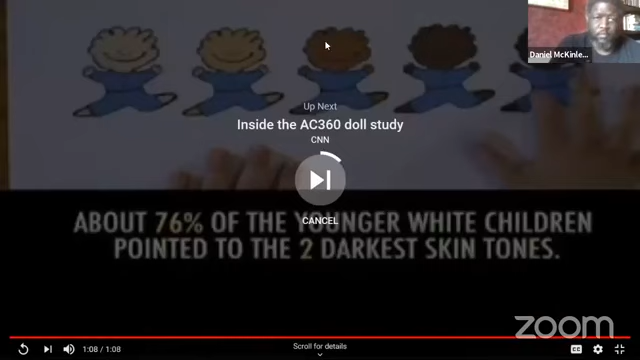 Daniel McKinle...
Up Next
Inside the AC360 doll study
CNN
CANCEL
ABOUT 76% OF THE YOUNGER WHITE CHILDREN
POINTED TO THE 2 DARKEST SKIN TONES.
zoom
1:08 / 1:08
Scroll for details